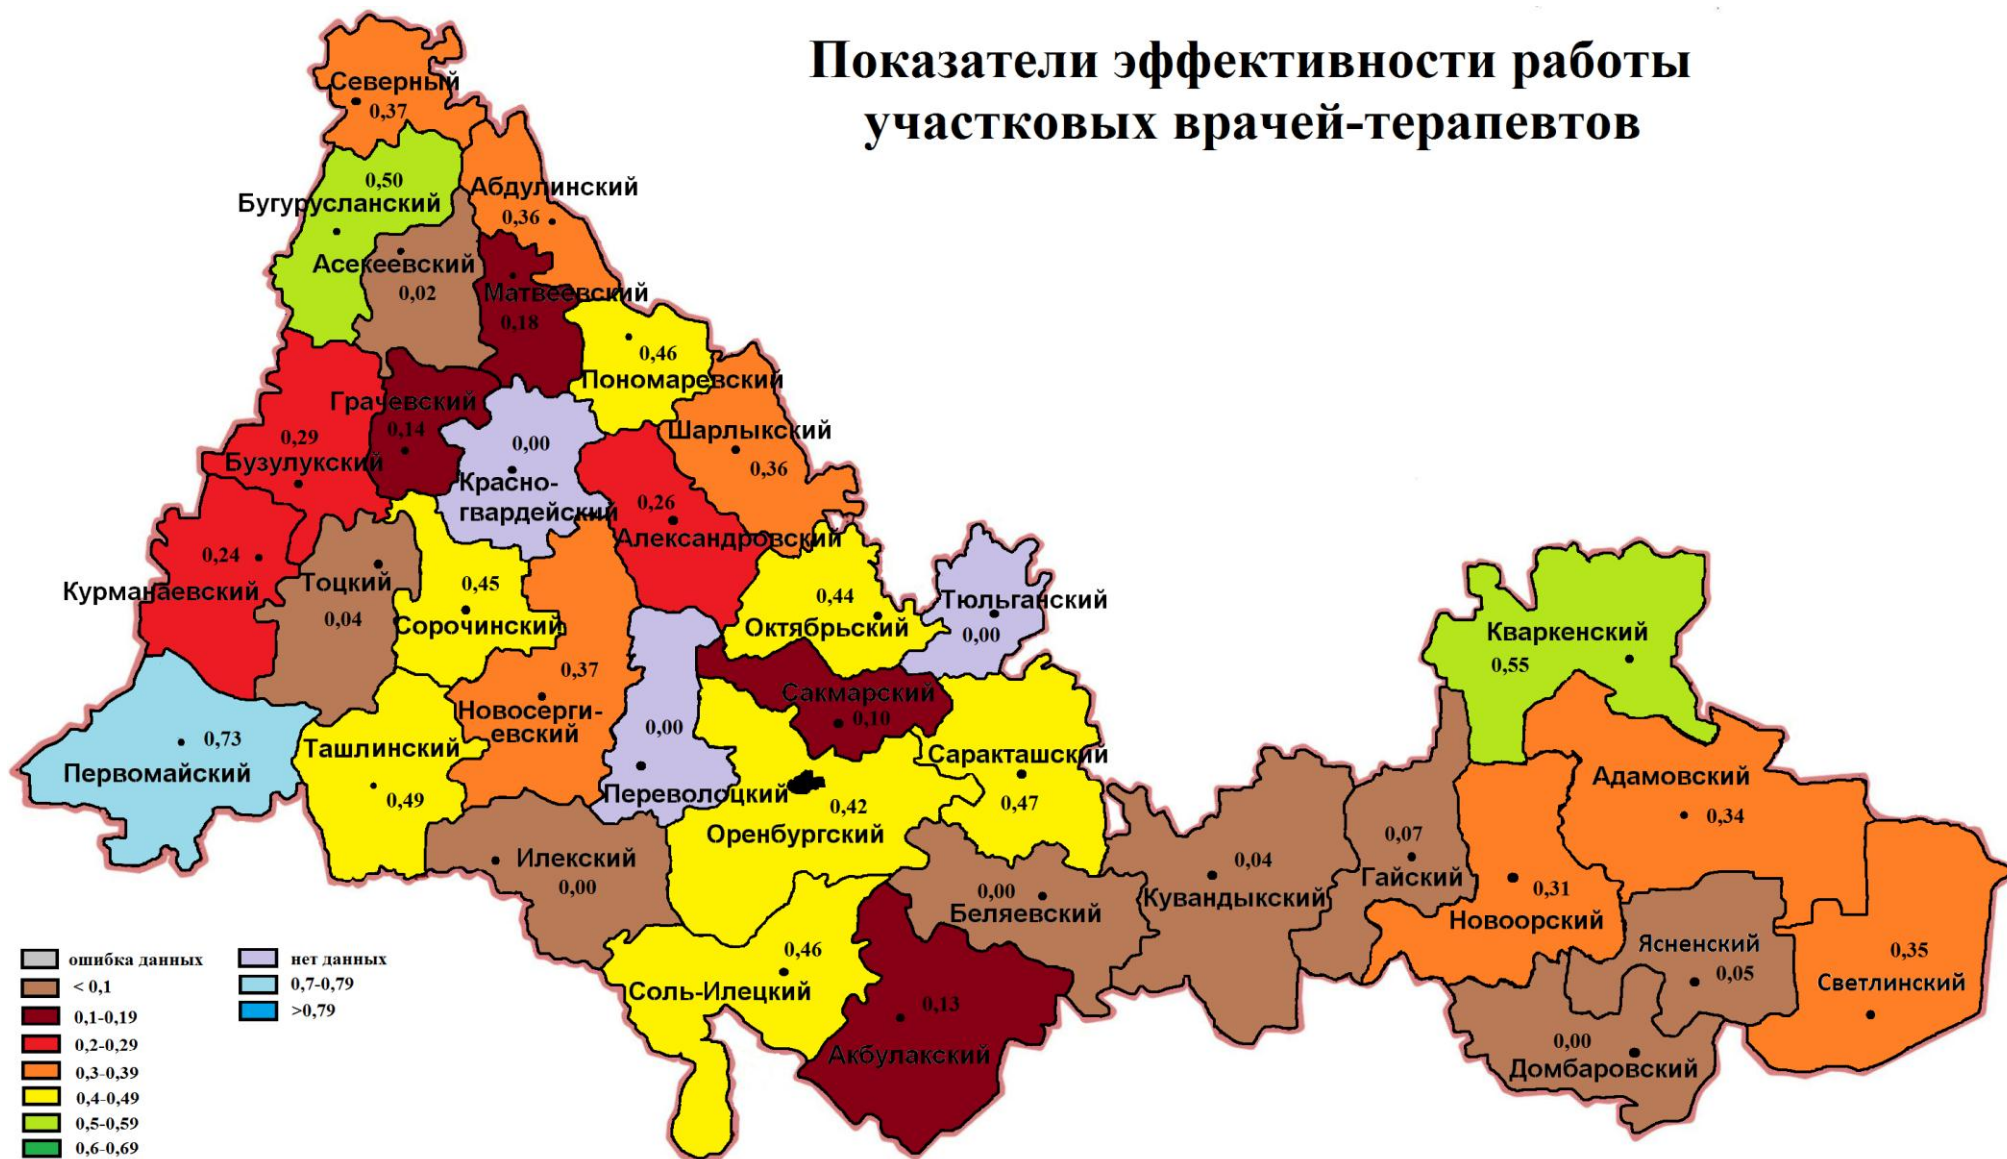 Показатели эффективности работы
участковых врачей-терапевтов
Северный
0,37
0,50
Бугурусланский
Абдулинский
0,36
Асекеевский
0,02
Матвеевский
0,18
0,46
Пономаревский
Грачевский
0,14
0,29
Бузулукский
0,00
Красно-
гвардейский
Шарлыкский
0,36
0,26
Александровский
0,24
Курманаевский
Тоцкий
0,04
0,45
Сорочинский
0,44
Октябрьский
Тюльганский
0,00
Кваркенский
0,55
0,73
Первомайский
Ташлинский
0,49
0,37
Новосерги-
евский
0,00
Переволоцкий
Сакмарский
0,10
Саракташский
0,47
0,42
Оренбургский
Адамовский
0,34
Илекский
0,00
0,00
Беляевский
0,04
Кувандыкский
0,07
Гайский
0,31
Новоорский
Ясненский
0,05
0,35
Светлинский
0,46
Соль-Илецкий
0,13
Акбулакский
0,00
Домбаровский
ошибка данных
< 0,1
0,1-0,19
0,2-0,29
0,3-0,39
0,4-0,49
0,5-0,59
0,6-0,69
нет данных
0,7-0,79
>0,79